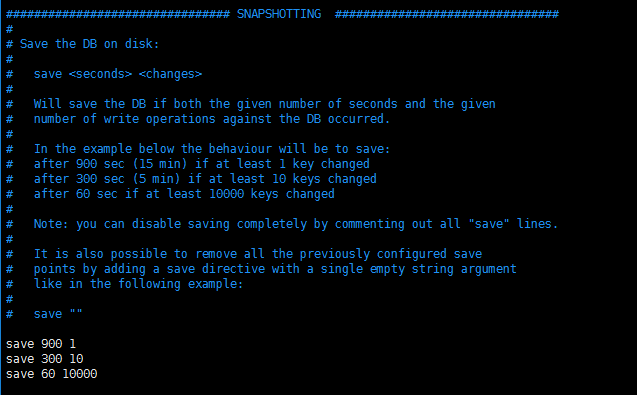 ################################ SNAPSHOTTING  ################################
#
# Save the DB on disk:
#
#   save <seconds> <changes>
#
#   Will save the DB if both the given number of seconds and the given
#   number of write operations against the DB occurred.
#
#   In the example below the behaviour will be to save:
#   after 900 sec (15 min) if at least 1 key changed
#   after 300 sec (5 min) if at least 10 keys changed
#   after 60 sec if at least 10000 keys changed
#
#   Note: you can disable saving completely by commenting out all "save" lines.
#
#   It is also possible to remove all the previously configured save
#   points by adding a save directive with a single empty string argument
#   like in the following example:
#
#   save ""

save 900 1
save 300 10
save 60 10000